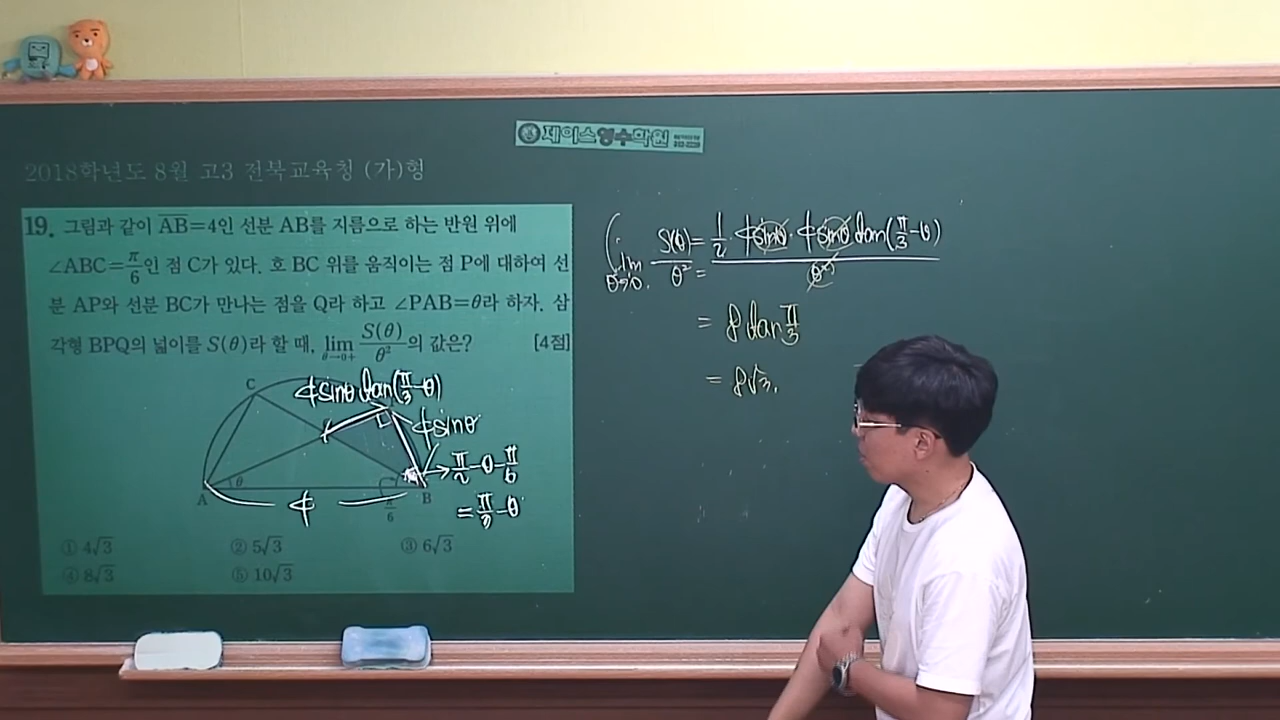 제이스영수학원
2018학년도 8월 고3 전북교육청 (가)형
19. 그림과 같이 AB=4인 선분 AB를 지름으로 하는 반원 위에
∠ABC=π/6인 점 C가 있다. 호 BC 위를 움직이는 점 P에 대하여 선
분 AP와 선분 BC가 만나는 점을 Q라 하고 ∠PAB=θ라 하자. 삼
각형 BPQ의 넓이를 S(θ)라 할 때, lim θ→0+ S(θ)/θ²의 값은? [4점]
C
4sinθ tan(π/3-θ)
4sinθ
→ π/2-θ-π/6
= π/3-θ
A
θ
4
π/6
B
① 4√3 ② 5√3 ③ 6√3
④ 8√3 ⑤ 10√3
lim θ→0. S(θ)/θ² = 1/2·4sinθ·4sinθ tan(π/3-θ) / θ²
= 8 tan π/3
= 8√3.